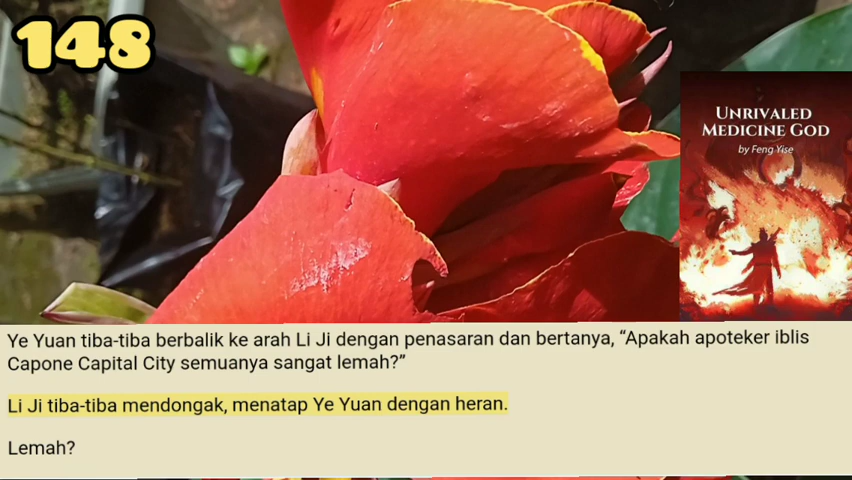 148
UNRIVALED
MEDICINE GOD
by Feng Yise
Ye Yuan tiba-tiba berbalik ke arah Li Ji dengan penasaran dan bertanya, “Apakah apoteker iblis
Capone Capital City semuanya sangat lemah?”
Li Ji tiba-tiba mendongak, menatap Ye Yuan dengan heran.
Lemah?